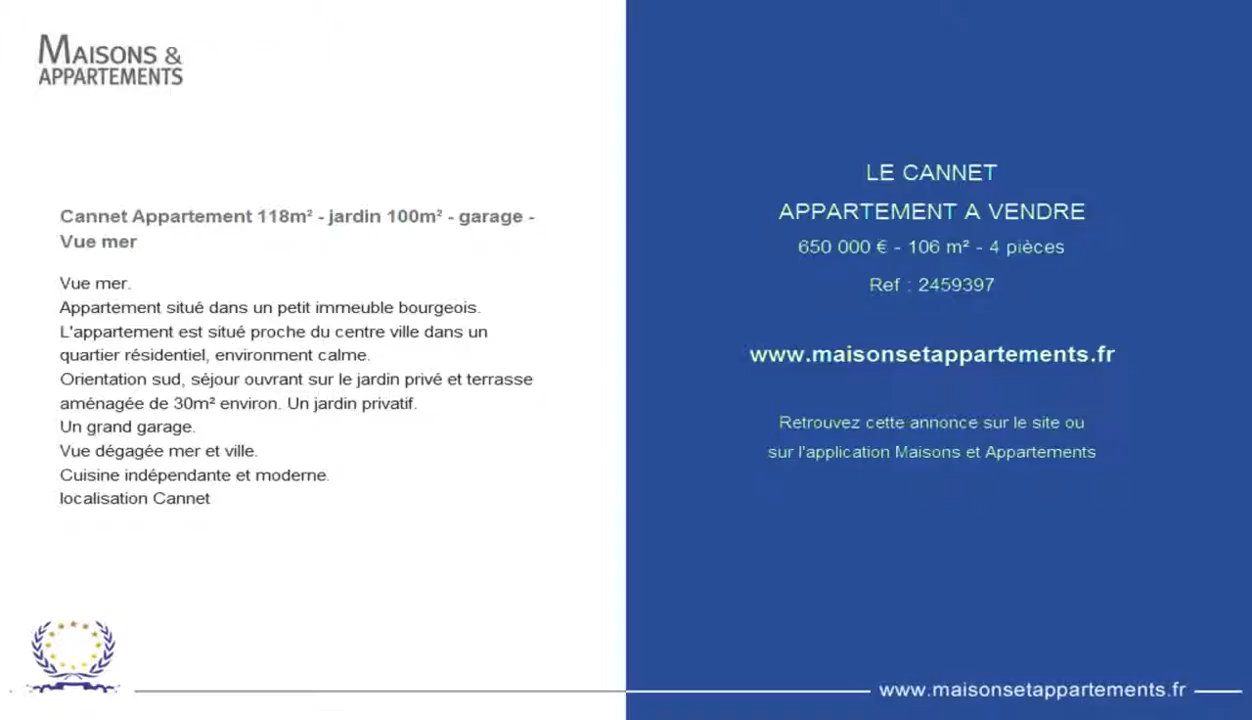 MAISONS &
APPARTEMENTS
Cannet Appartement 118m² - jardin 100m² - garage -
Vue mer
Vue mer.
Appartement situé dans un petit immeuble bourgeois.
L'appartement est situé proche du centre ville dans un
quartier résidentiel, environment calme.
Orientation sud, séjour ouvrant sur le jardin privé et terrasse
aménagée de 30m² environ. Un jardin privatif.
Un grand garage.
Vue dégagée mer et ville.
Cuisine indépendante et moderne.
localisation Cannet
LE CANNET
APPARTEMENT A VENDRE
650 000 € - 106 m² - 4 pièces
Ref : 2459397
www.maisonsetappartements.fr
Retrouvez cette annonce sur le site ou
sur l'application Maisons et Appartements
www.maisonsetappartements.fr